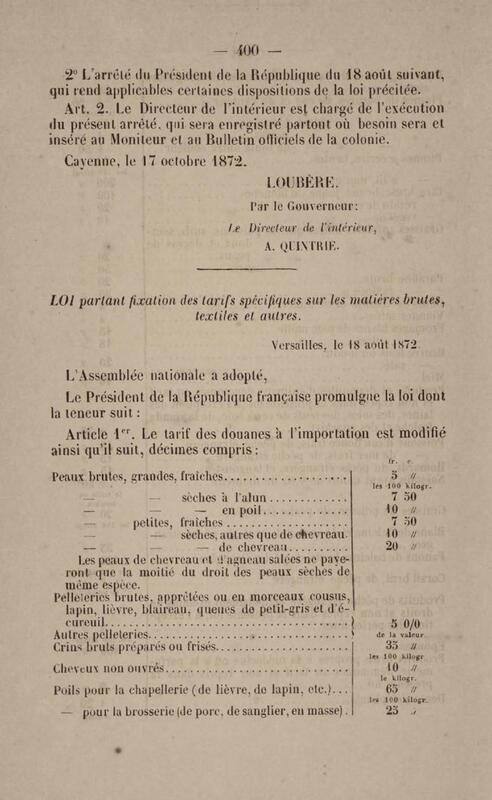 — 400 —
2° L'arrêté du Président de la République du 18 août suivant,
qui rend applicables certaines dispositions de la loi précitée.
Art. 2. Le Directeur de l'intérieur est chargé de l'exécution
du présent arrêté, qui sera enregistré partout où besoin sera et
inséré au Moniteur et au Bulletin officiels de la colonie.
Cayenne, le 17 octobre 1872.
LOUBÈRE.
Par le Gouverneur:
Le Directeur de l'intérieur,
A. QUINTRIE.
LOI partant fixation des tarifs spécifiques sur les matières brutes,
textiles et autres.
Versailles, le 18 août 1872.
L'Assemblée nationale a adopté,
Le Président de la République française promulgne la loi dont
la teneur suit :
Article 1er. Le tarif des douanes à l'importation est modifié
ainsi qu'il suit, décimes compris :
fr. c.
Peaux brutes, grandes, fraîches........................ 5 //
les 100 kilogr.
— — sèches à l'alun............ 7 50
— — — en poil................ 10 //
— petites, fraîches.................... 7 50
— — sèches, autres que de chevreau. 10 //
— — — de chevreau.......... 20 //
Les peaux de chevreau et d'agneau salées ne paye-
ront que la moitié du droit des peaux sèches de
même espèce.
Pelleteries brutes, apprêtées ou en morceaux cousus,
lapin, lièvre, blaireau, queues de petit-gris et d'é-
cureuil............................................. } 5 0/0
Autres pelleteries................................. } de la valeur
Crins bruts préparés ou frisés...................... 35 //
les 100 kilogr
Cheveux non ouvrés................................. 10 //
le kilogr.
Poils pour la chapellerie (de lièvre, de lapin, etc.)... 65 //
les 100 kilogr.
— pour la brosserie (de porc, de sanglier, en masse). 25 //